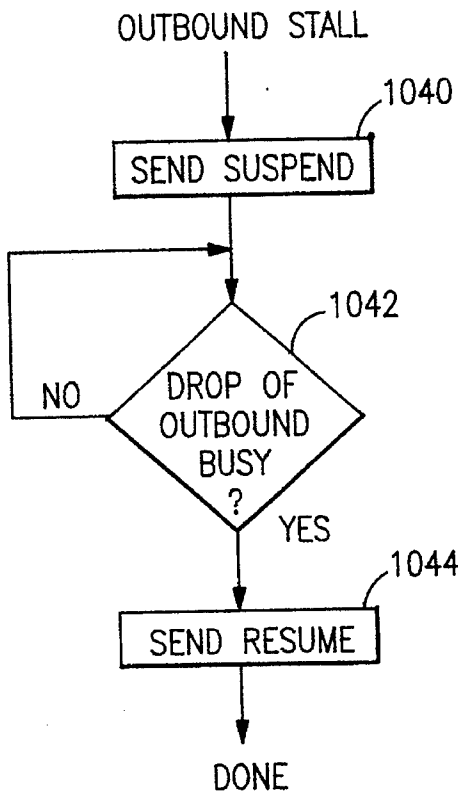 OUTBOUND STALL
1040
SEND SUSPEND
1042
DROP OF
OUTBOUND
BUSY
?
NO
YES
1044
SEND RESUME
DONE